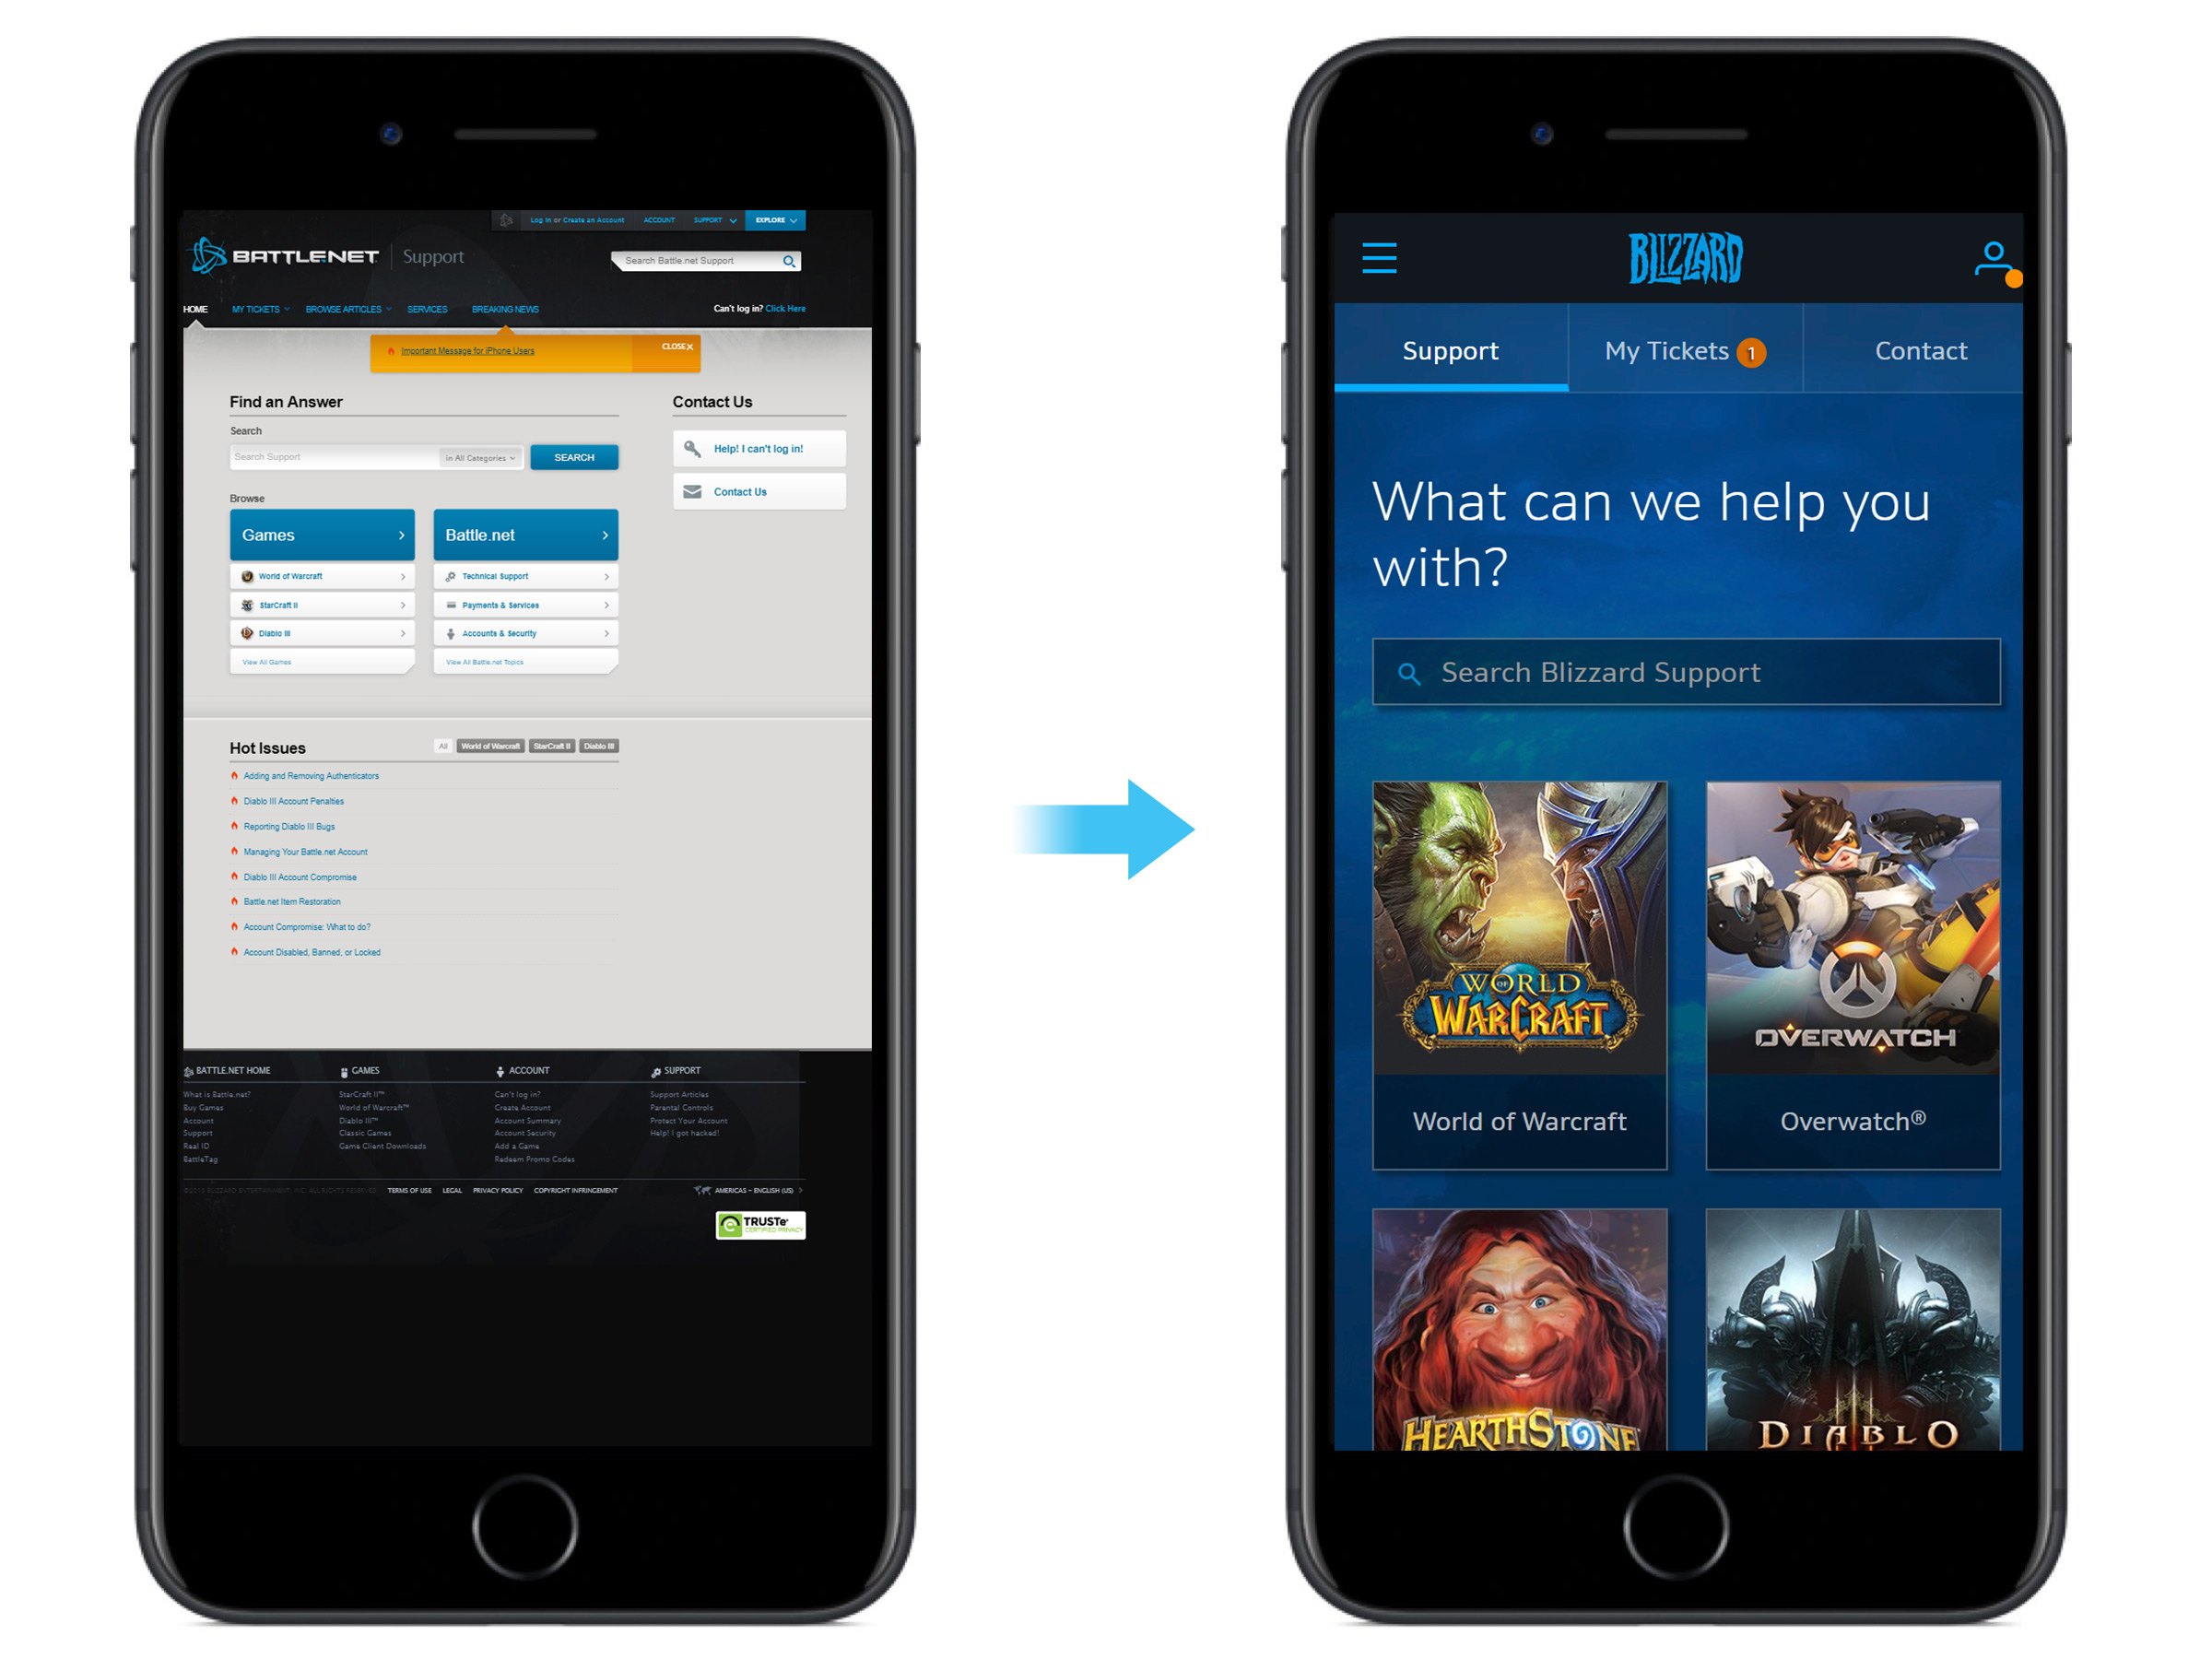 Log In or Create an Account ACCOUNT SUPPORT EXPLORE
BATTLE.NET Support
Search Battle.net Support
HOME MY TICKETS BROWSE ARTICLES SERVICES BREAKING NEWS Can't log in? Click Here
Important Message for iPhone Users CLOSE X
Find an Answer
Search
Search Support in All Categories SEARCH
Browse
Games
World of Warcraft
StarCraft II
Diablo III
View All Games
Battle.net
Technical Support
Payments & Services
Accounts & Security
View All Battle.net Topics
Contact Us
Help! I can't log in!
Contact Us
Hot Issues All World of Warcraft StarCraft II Diablo III
Adding and Removing Authenticators
Diablo III Account Penalties
Reporting Diablo III Bugs
Managing Your Battle.net Account
Diablo III Account Compromise
Battle.net Item Restoration
Account Compromise: What to do?
Account Disabled, Banned, or Locked
BATTLE.NET HOME
What is Battle.net?
Buy Games
Account
Support
Real ID
BattleTag
GAMES
StarCraft II™
World of Warcraft™
Diablo III™
Classic Games
Game Client Downloads
ACCOUNT
Can't log in?
Create Account
Account Summary
Account Security
Add a Game
Redeem Promo Codes
SUPPORT
Support Articles
Parental Controls
Protect Your Account
Help! I got hacked!
BLIZZARD ENTERTAINMENT, INC. ALL RIGHTS RESERVED TERMS OF USE LEGAL PRIVACY POLICY COPYRIGHT INFRINGEMENT AMERICAS - ENGLISH (US)
TRUSTe
CERTIFIED PRIVACY
BLIZZARD
Support My Tickets 1 Contact
What can we help you
with?
Search Blizzard Support
WORLD OF WARCRAFT
World of Warcraft
OVERWATCH
Overwatch®
HEARTHSTONE
DIABLO